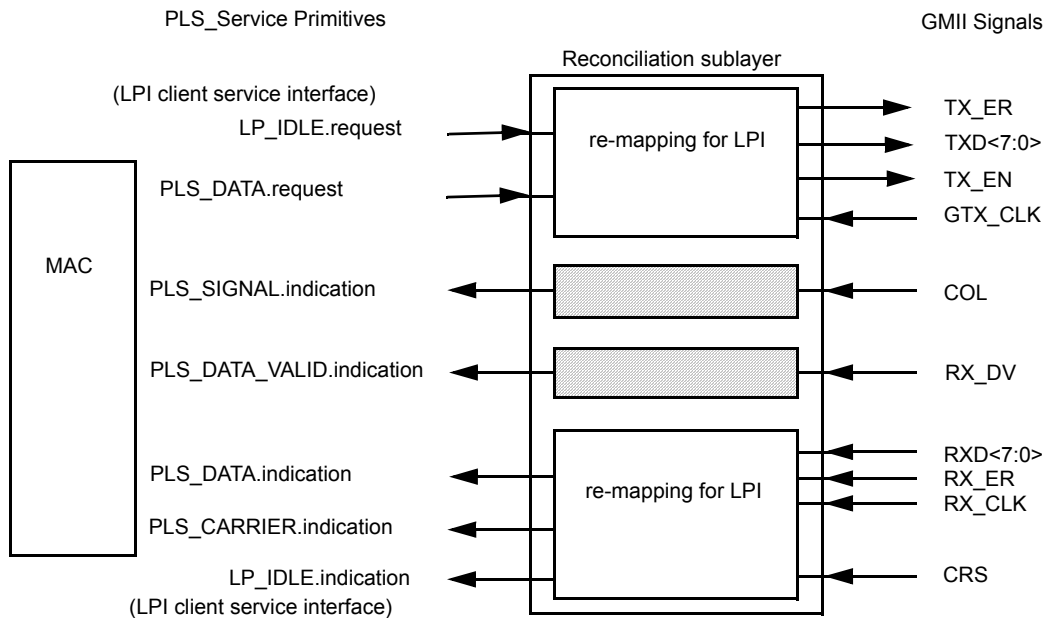 PLS_Service Primitives
GMII Signals
Reconciliation sublayer
(LPI client service interface)
LP_IDLE.request
PLS_DATA.request
re-mapping for LPI
TX_ER
TXD<7:0>
TX_EN
GTX_CLK
MAC
PLS_SIGNAL.indication
COL
PLS_DATA_VALID.indication
RX_DV
PLS_DATA.indication
PLS_CARRIER.indication
LP_IDLE.indication
(LPI client service interface)
re-mapping for LPI
RXD<7:0>
RX_ER
RX_CLK
CRS